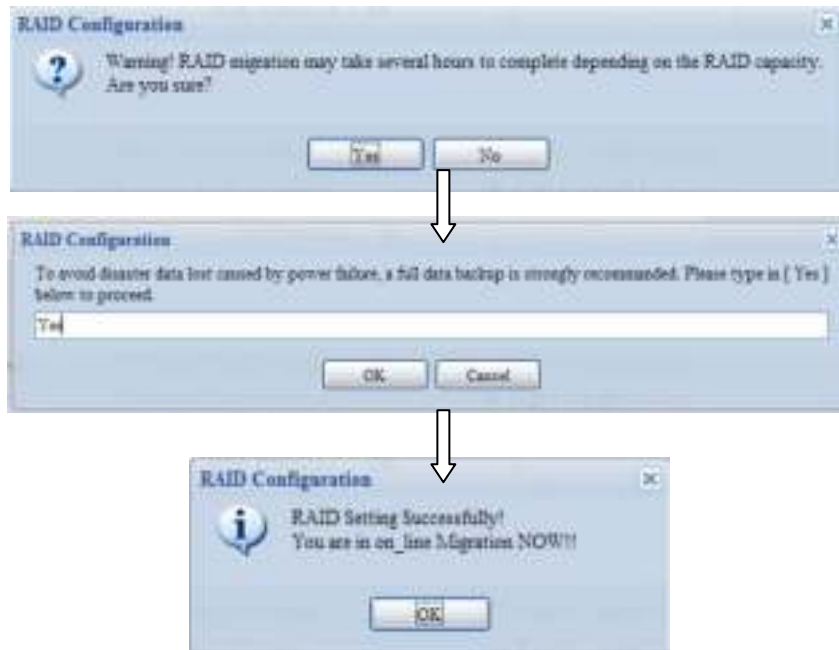 RAID Configuration
Warning! RAID migration may take several hours to complete depending on the RAID capacity.
Are you sure?
Yes
No
RAID Configuration
To avoid disaster data lost caused by power failure, a full data backup is strongly recommanded. Please type in [ Yes ]
below to proceed.
Yes
OK
Cancel
RAID Configuration
RAID Setting Successfully!
You are in on_line Migration NOW!!
OK